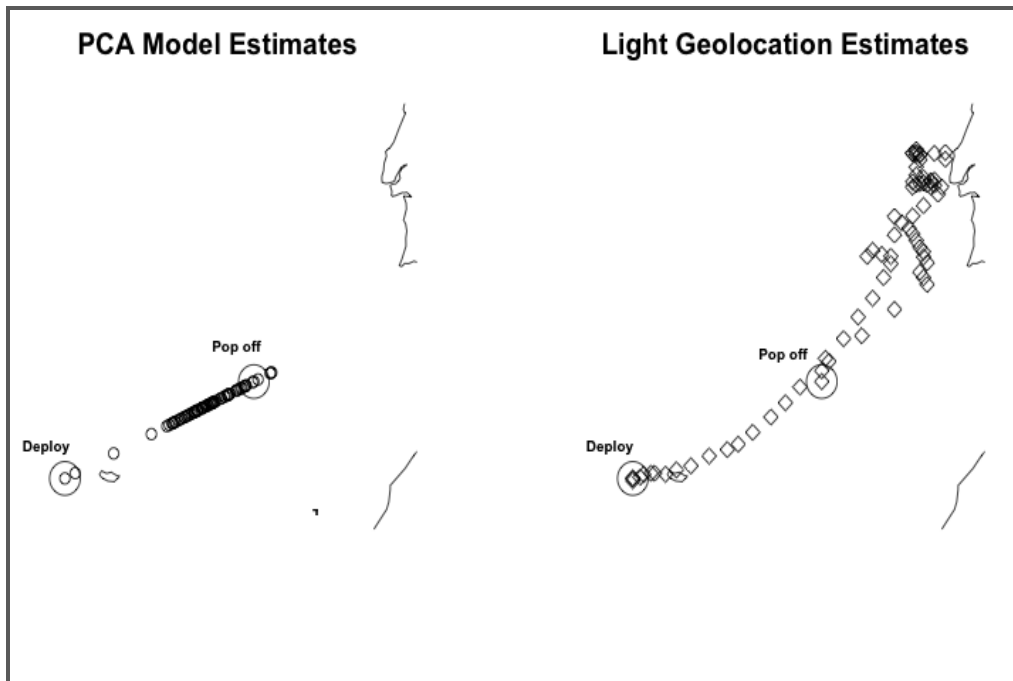 PCA Model Estimates
Light Geolocation Estimates
Pop off
Pop off
Deploy
Deploy